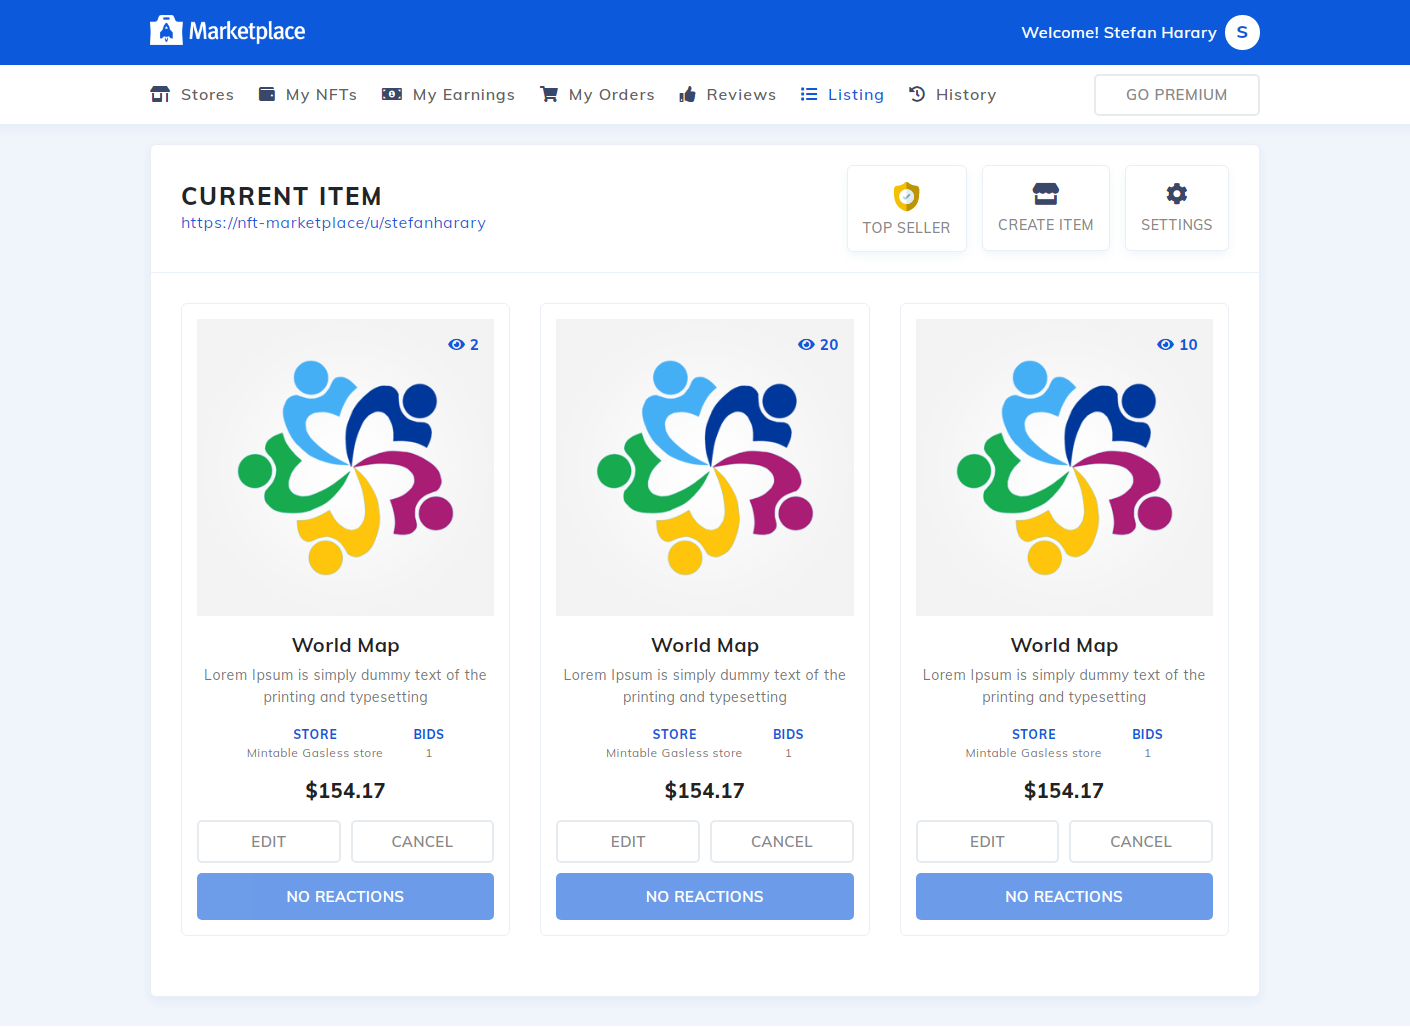 Marketplace
Welcome! Stefan Harary S
Stores My NFTs My Earnings My Orders Reviews Listing History GO PREMIUM
CURRENT ITEM
https://nft-marketplace/u/stefanharary
TOP SELLER CREATE ITEM SETTINGS
2
World Map
Lorem Ipsum is simply dummy text of the
printing and typesetting
STORE BIDS
Mintable Gasless store 1
$154.17
EDIT CANCEL
NO REACTIONS
20
World Map
Lorem Ipsum is simply dummy text of the
printing and typesetting
STORE BIDS
Mintable Gasless store 1
$154.17
EDIT CANCEL
NO REACTIONS
10
World Map
Lorem Ipsum is simply dummy text of the
printing and typesetting
STORE BIDS
Mintable Gasless store 1
$154.17
EDIT CANCEL
NO REACTIONS